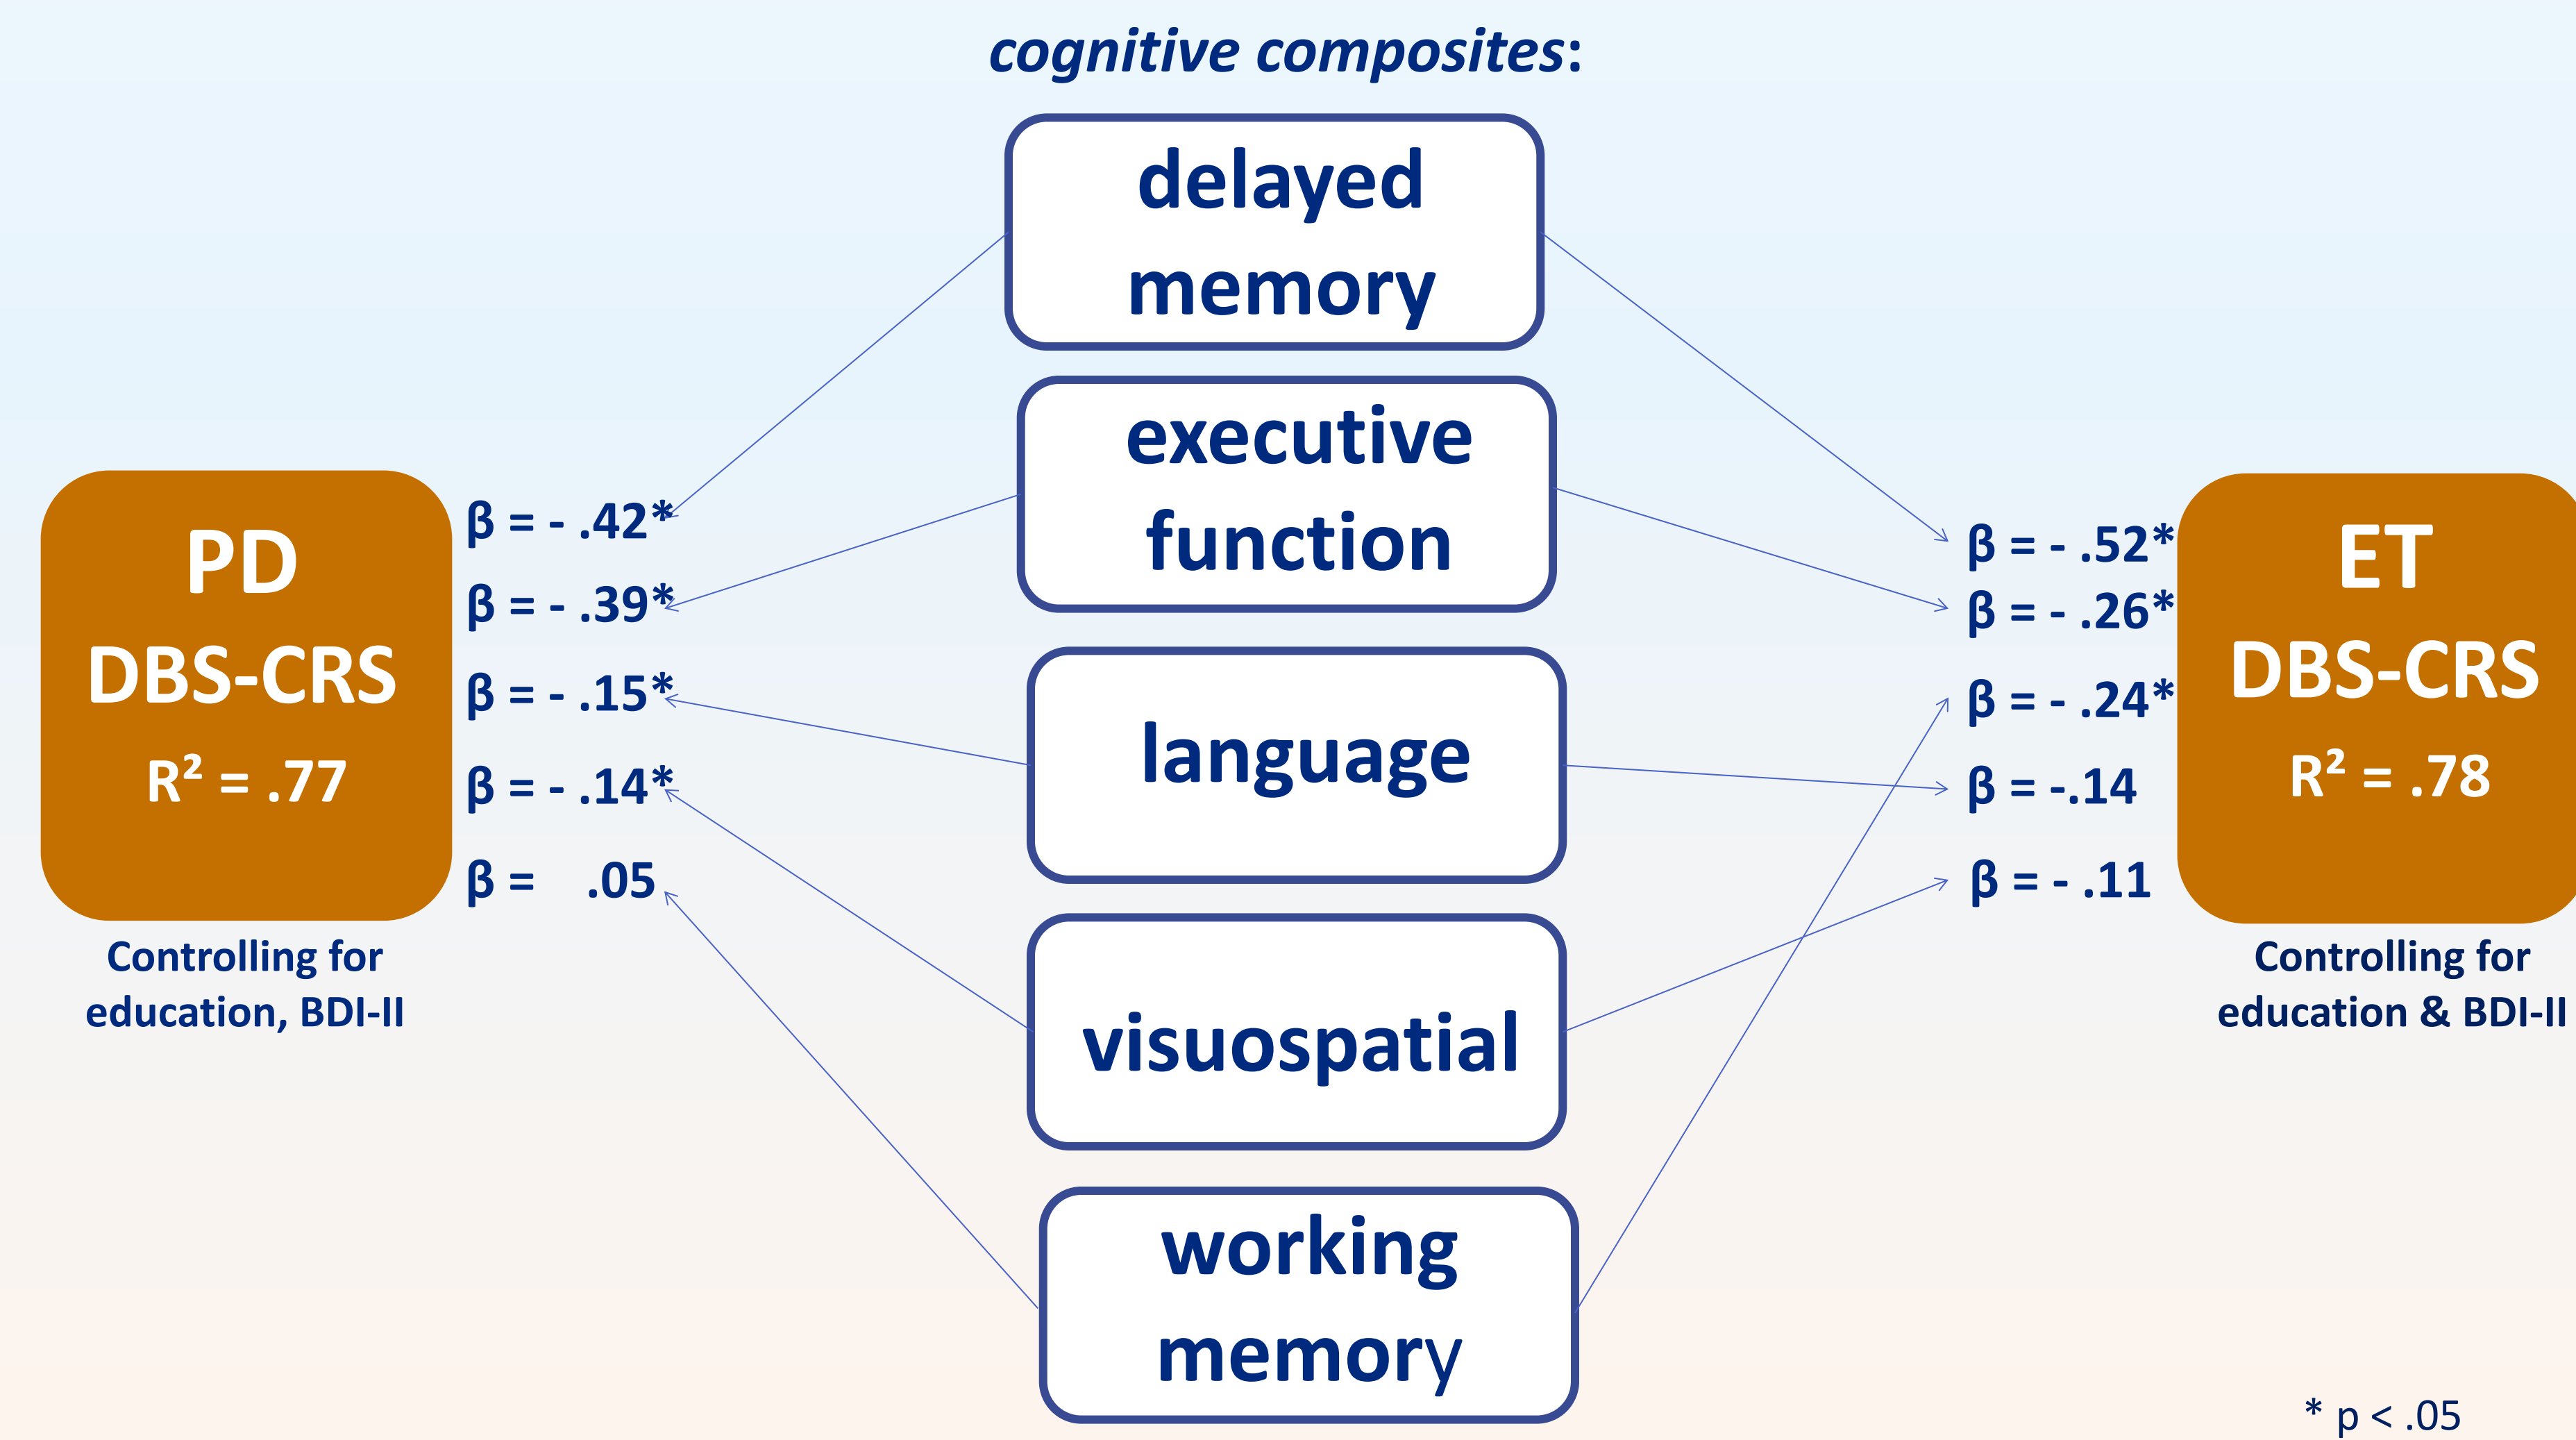 cognitive composites:
delayed
memory
executive
function
language
visuospatial
working
memory
PD
DBS-CRS
R² = .77
Controlling for
education, BDI-II
β = - .42*
β = - .39*
β = - .15*
β = - .14*
β = .05
β = - .52*
β = - .26*
β = - .24*
β = -.14
β = - .11
ET
DBS-CRS
R² = .78
Controlling for
education & BDI-II
* p < .05